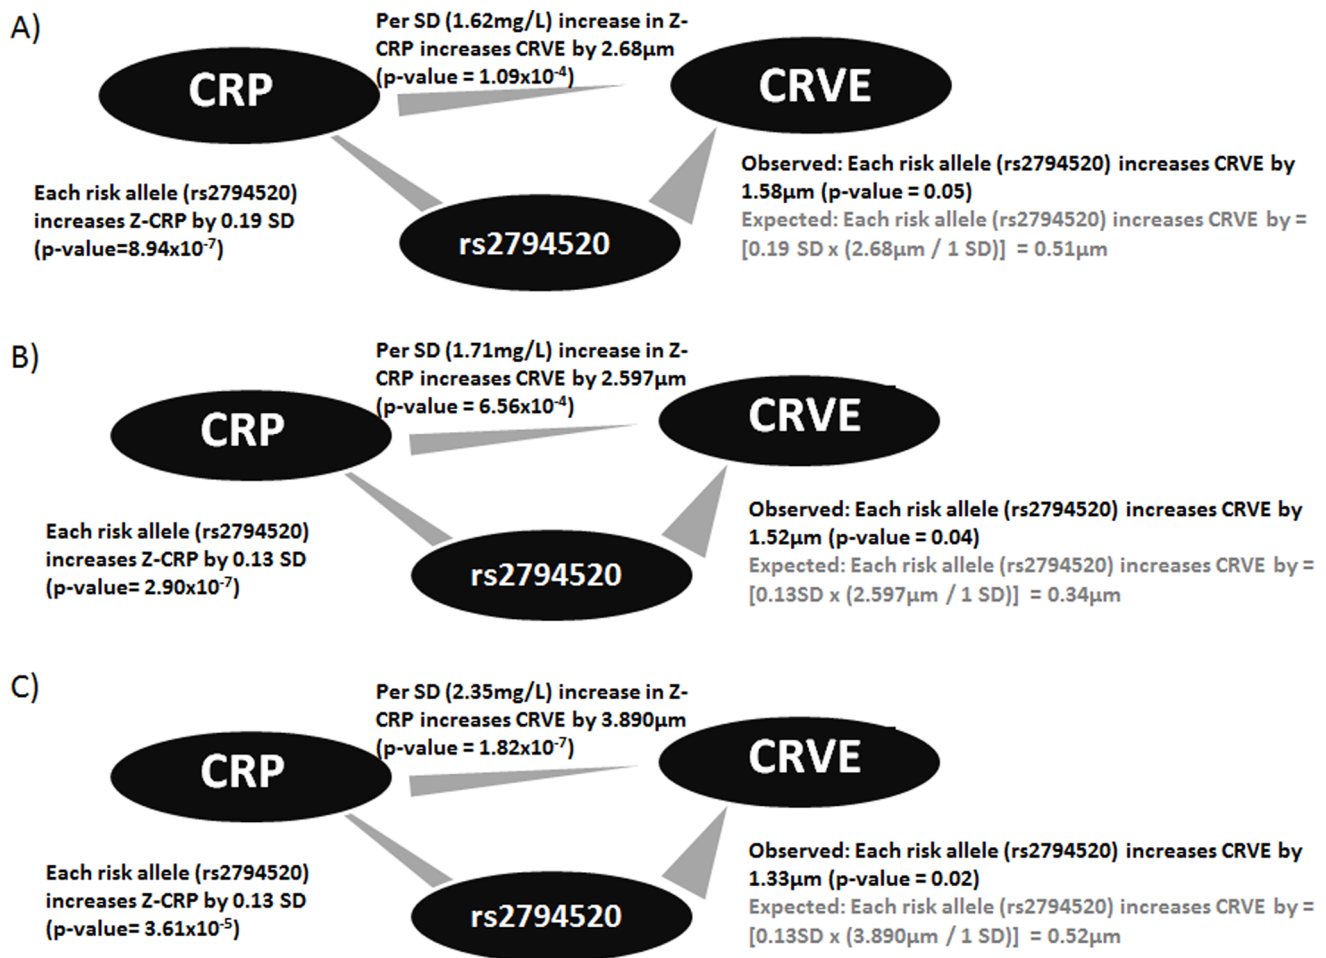 A)
Per SD (1.62mg/L) increase in Z-
CRP increases CRVE by 2.68µm
(p-value = 1.09x10⁻⁴)
CRP
CRVE
Each risk allele (rs2794520)
increases Z-CRP by 0.19 SD
(p-value=8.94x10⁻⁷)
rs2794520
Observed: Each risk allele (rs2794520) increases CRVE by
1.58µm (p-value = 0.05)
Expected: Each risk allele (rs2794520) increases CRVE by =
[0.19 SD x (2.68µm / 1 SD)] = 0.51µm
B)
Per SD (1.71mg/L) increase in Z-
CRP increases CRVE by 2.597µm
(p-value = 6.56x10⁻⁴)
CRP
CRVE
Each risk allele (rs2794520)
increases Z-CRP by 0.13 SD
(p-value= 2.90x10⁻⁷)
rs2794520
Observed: Each risk allele (rs2794520) increases CRVE by
1.52µm (p-value = 0.04)
Expected: Each risk allele (rs2794520) increases CRVE by =
[0.13SD x (2.597µm / 1 SD)] = 0.34µm
C)
Per SD (2.35mg/L) increase in Z-
CRP increases CRVE by 3.890µm
(p-value = 1.82x10⁻⁷)
CRP
CRVE
Each risk allele (rs2794520)
increases Z-CRP by 0.13 SD
(p-value= 3.61x10⁻⁵)
rs2794520
Observed: Each risk allele (rs2794520) increases CRVE by
1.33µm (p-value = 0.02)
Expected: Each risk allele (rs2794520) increases CRVE by =
[0.13SD x (3.890µm / 1 SD)] = 0.52µm